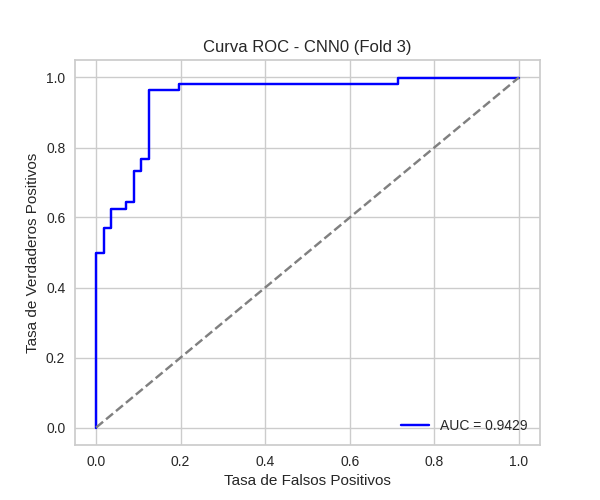 Curva ROC - CNN0 (Fold 3)
Tasa de Verdaderos Positivos
1.0
0.8
0.6
0.4
0.2
0.0
AUC = 0.9429
0.0 0.2 0.4 0.6 0.8 1.0
Tasa de Falsos Positivos